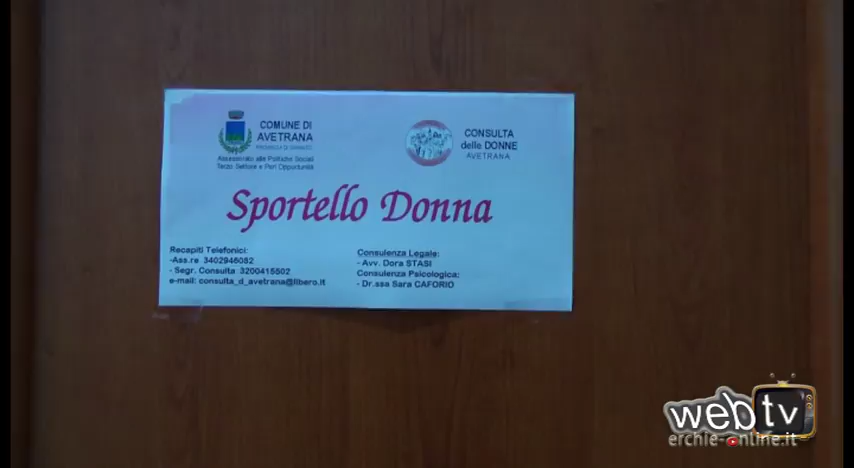 COMUNE DI
AVETRANA
PROVINCIA DI TARANTO
Assessorato alle Politiche Sociali
Terzo Settore e Pari Opportunità
CONSULTA
delle DONNE
AVETRANA
Sportello Donna
Recapiti Telefonici:
-Ass.re 3402946082
- Segr. Consulta 3200415502
e-mail: consulta_d_avetrana@libero.it
Consulenza Legale:
- Avv. Dora STASI
Consulenza Psicologica:
- Dr.ssa Sara CAFORIO
webtv
erchie-online.it